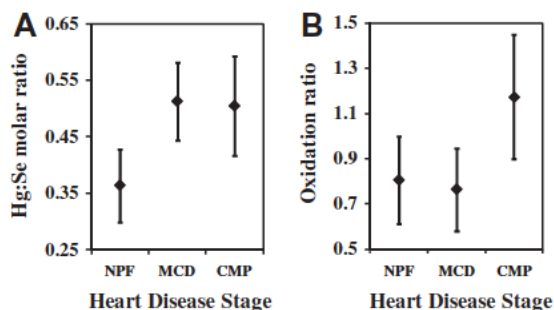 A
Hg:Se molar ratio
0.65
0.55
0.45
0.35
0.25
NPF MCD CMP
Heart Disease Stage
B
Oxidation ratio
1.5
1.3
1.1
0.9
0.7
0.5
NPF MCD CMP
Heart Disease Stage